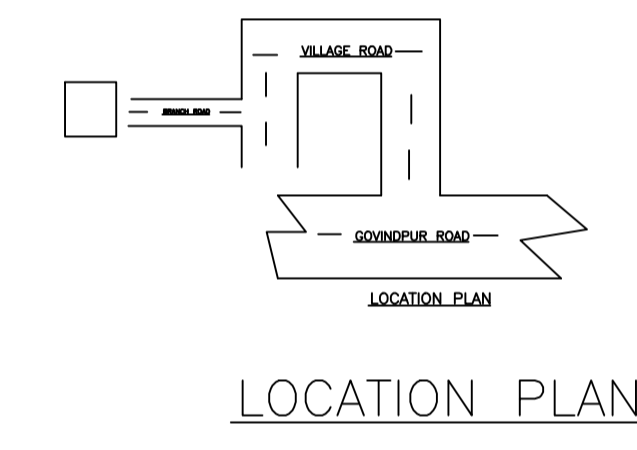 VILLAGE ROAD
BRANCH ROAD
GOVINDPUR ROAD
LOCATION PLAN
LOCATION PLAN